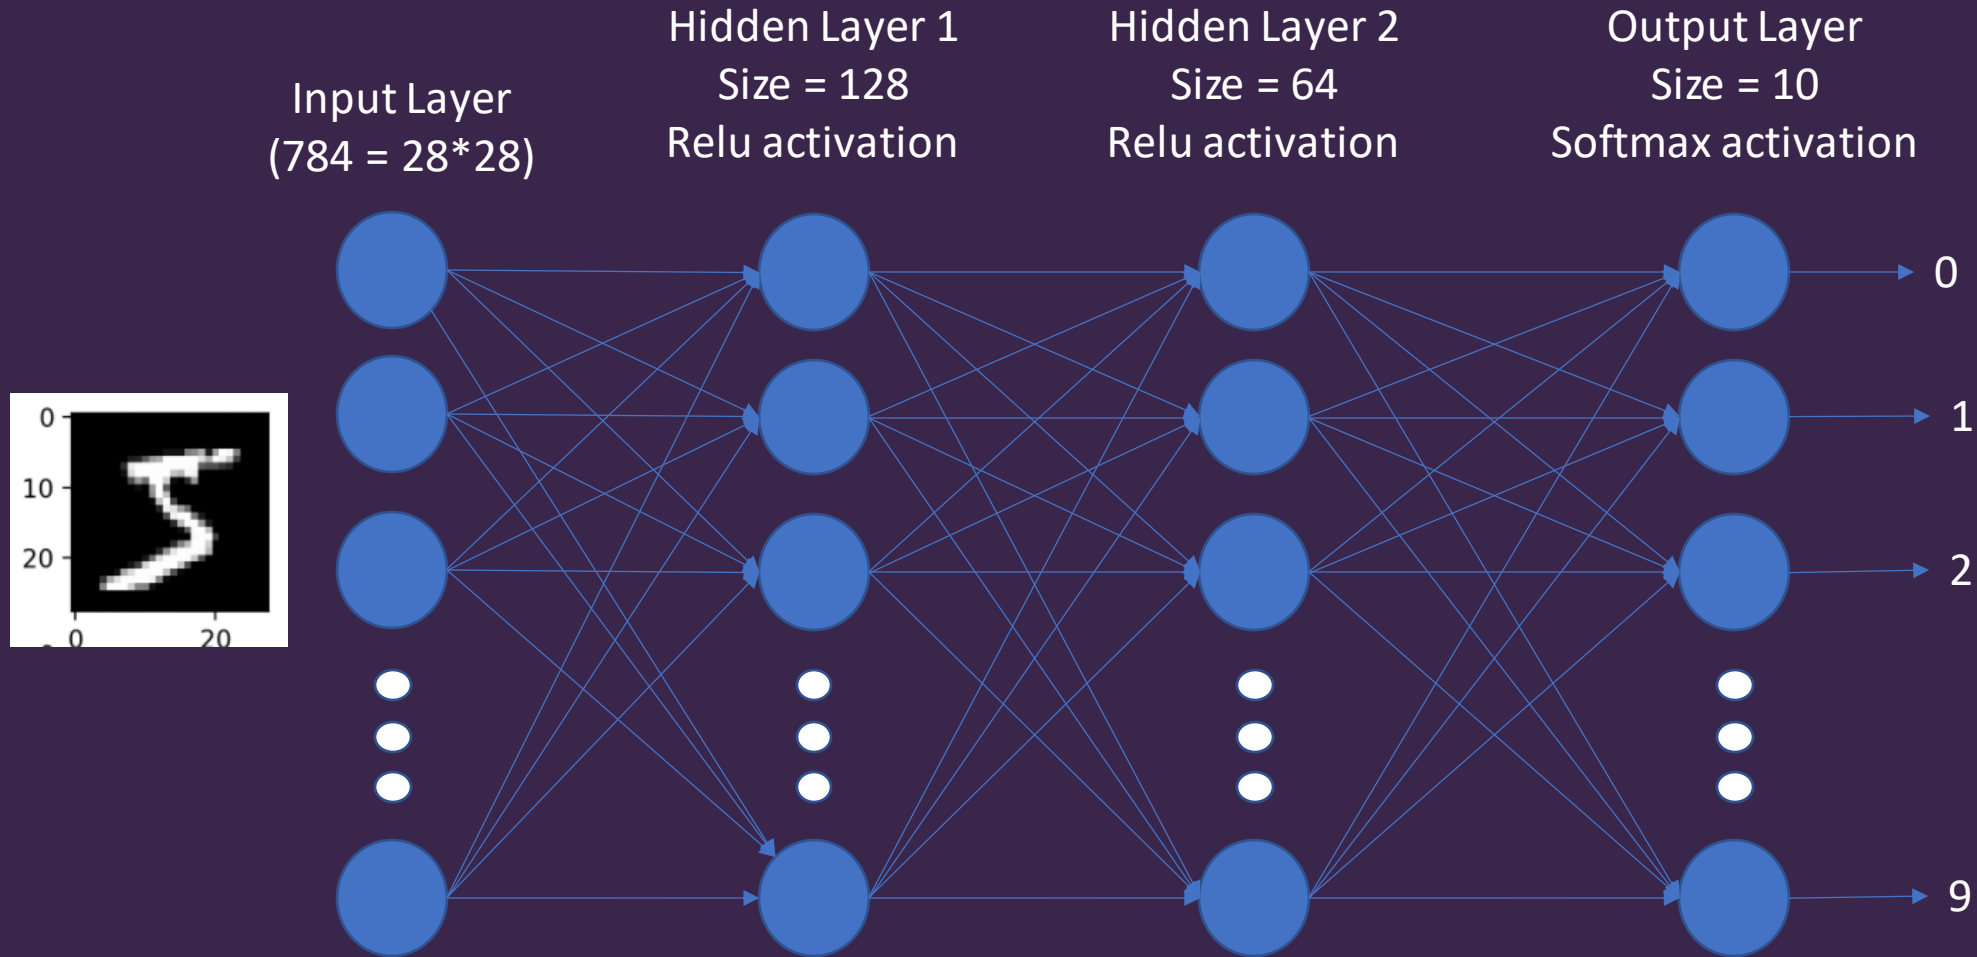 Input Layer
(784 = 28*28)
Hidden Layer 1
Size = 128
Relu activation
Hidden Layer 2
Size = 64
Relu activation
Output Layer
Size = 10
Softmax activation
0
10
20
0
20
0
1
2
9